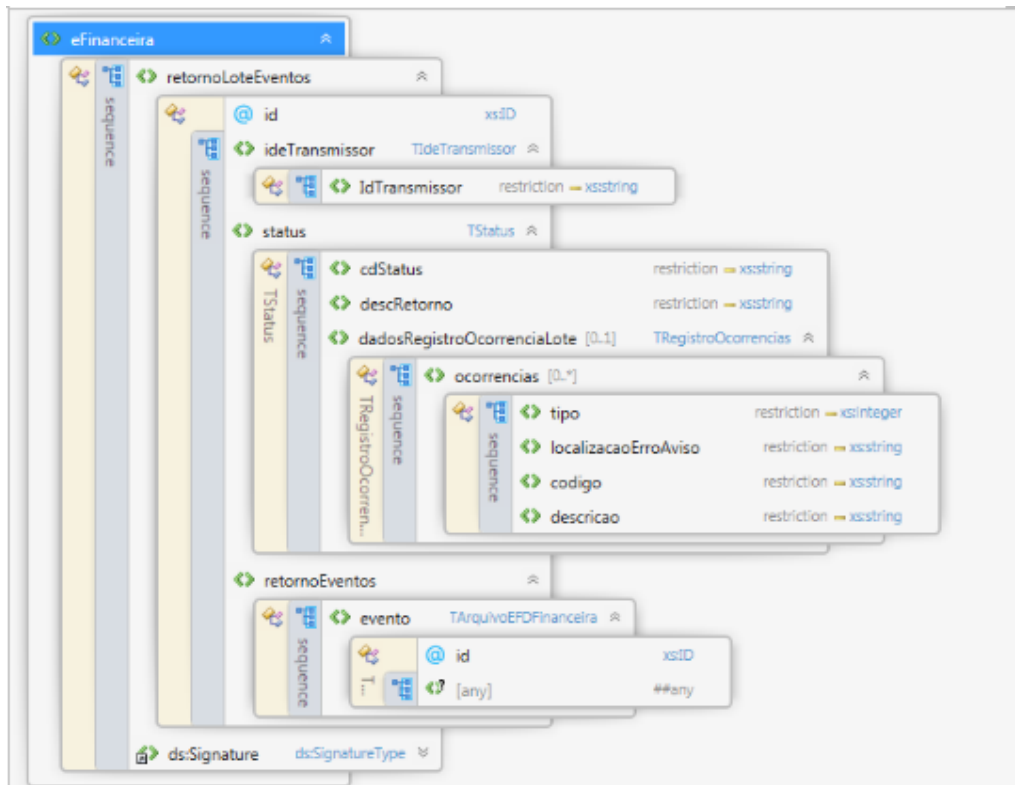 eFinanceira
sequence
retornoLoteEventos
sequence
id xs:ID
ideTransmissor TIdeTransmissor
IdTransmissor restriction xs:string
status TStatus
TStatus
sequence
cdStatus restriction xs:string
descRetorno restriction xs:string
dadosRegistroOcorrenciaLote [0..1] TRegistroOcorrencias
TRegistroOcorren...
sequence
ocorrencias [0..*]
sequence
tipo restriction xs:integer
localizacaoErroAviso restriction xs:string
codigo restriction xs:string
descricao restriction xs:string
retornoEventos
sequence
evento TArquivoEFDFinanceira
T...
id xs:ID
[any] ##any
ds:Signature ds:SignatureType